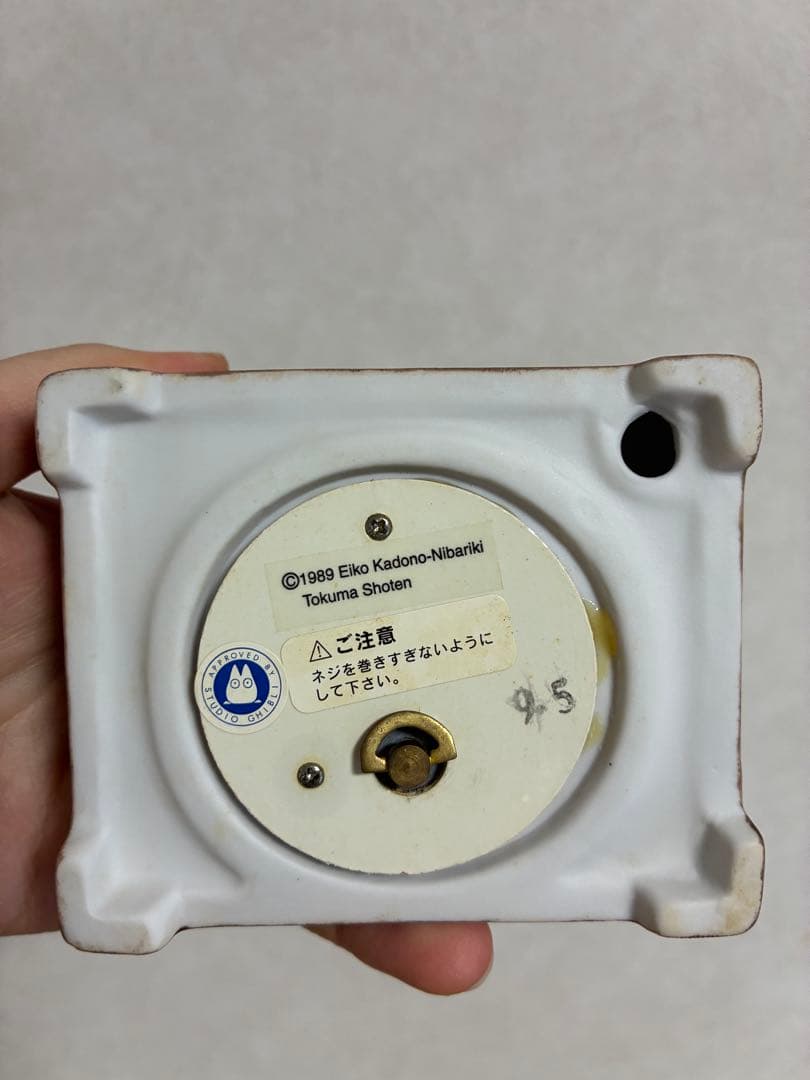 ©1989 Eiko Kadono-Nibariki
Tokuma Shoten
⚠ご注意
ネジを巻きすぎないように
して下さい。
APPROVED BY
STUDIO GHIBLI
95